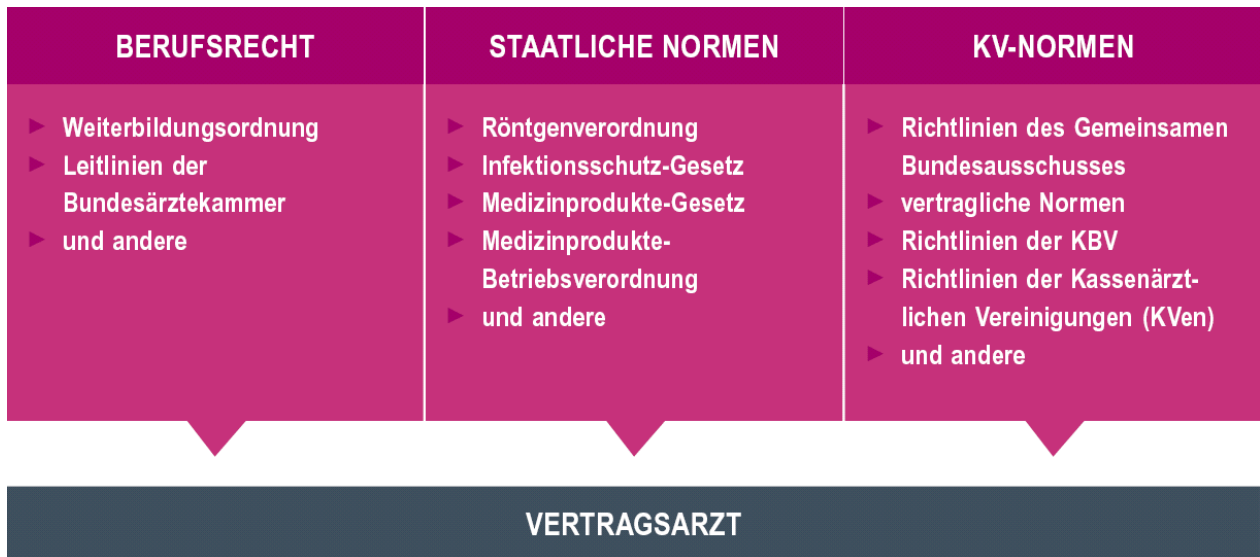 BERUFSRECHT
Weiterbildungsordnung
Leitlinien der
Bundesärztekammer
und andere
STAATLICHE NORMEN
Röntgenverordnung
Infektionsschutz-Gesetz
Medizinprodukte-Gesetz
Medizinprodukte-
Betriebsverordnung
und andere
KV-NORMEN
Richtlinien des Gemeinsamen
Bundesausschusses
vertragliche Normen
Richtlinien der KBV
Richtlinien der Kassenärzt-
lichen Vereinigungen (KVen)
und andere
VERTRAGSARZT